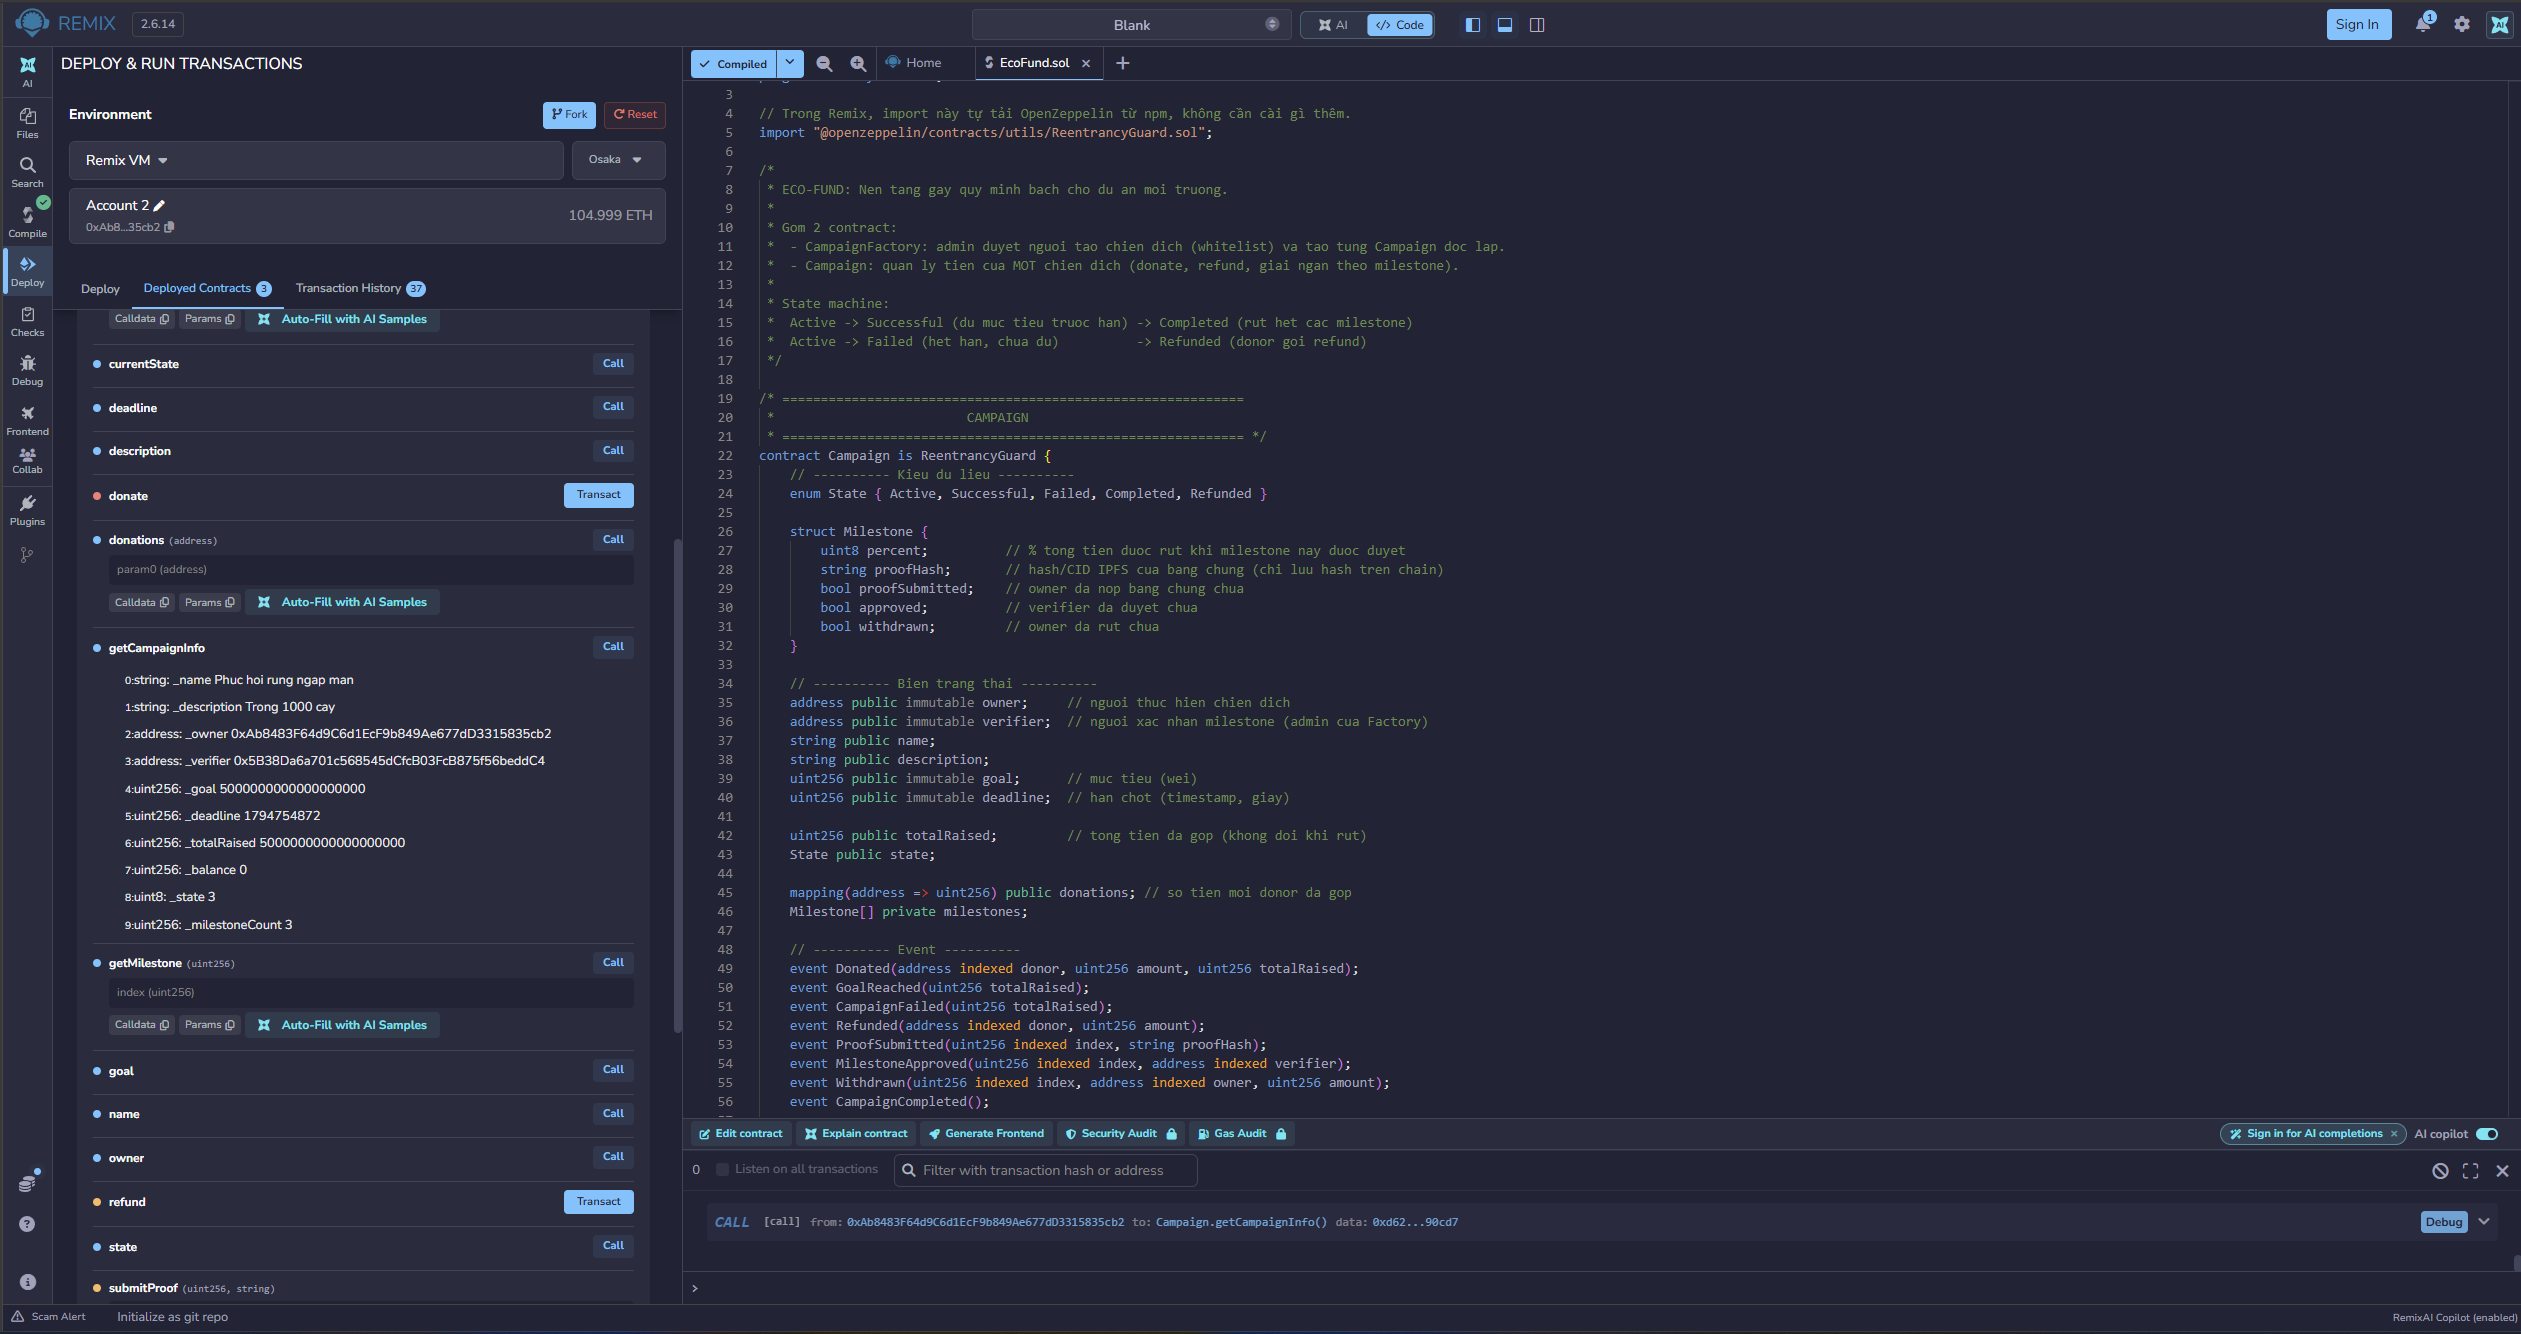 REMIX 2.6.14
Blank
AI Code
Sign In
1
AI
Files
Search
Compile
Deploy
Checks
Debug
Frontend
Collab
Plugins
DEPLOY & RUN TRANSACTIONS
Environment
Fork
Reset
Remix VM
Osaka
Account 2
0xAb8...35cb2
104.999 ETH
Deploy
Deployed Contracts 3
Transaction History 37
Calldata Params Auto-Fill with AI Samples
currentState Call
deadline Call
description Call
donate Transact
donations (address) Call
param0 (address)
Calldata Params Auto-Fill with AI Samples
getCampaignInfo Call
0:string: _name Phuc hoi rung ngap man
1:string: _description Trong 1000 cay
2:address: _owner 0xAb8483F64d9C6d1EcF9b849Ae677dD3315835cb2
3:address: _verifier 0x5B38Da6a701c568545dCfcB03FcB875f56beddC4
4:uint256: _goal 5000000000000000000
5:uint256: _deadline 1794754872
6:uint256: _totalRaised 5000000000000000000
7:uint256: _balance 0
8:uint8: _state 3
9:uint256: _milestoneCount 3
getMilestone (uint256) Call
index (uint256)
Calldata Params Auto-Fill with AI Samples
goal Call
name Call
owner Call
refund Transact
state Call
submitProof (uint256, string)
Compiled
Home
EcoFund.sol
3
4 // Trong Remix, import này tự tải OpenZeppelin từ npm, không cần cài gì thêm.
5 import "@openzeppelin/contracts/utils/ReentrancyGuard.sol";
6
7 /*
8 * ECO-FUND: Nen tang gay quy minh bach cho du an moi truong.
9 *
10 * Gom 2 contract:
11 * - CampaignFactory: admin duyet nguoi tao chien dich (whitelist) va tao tung Campaign doc lap.
12 * - Campaign: quan ly tien cua MOT chien dich (donate, refund, giai ngan theo milestone).
13 *
14 * State machine:
15 * Active -> Successful (du muc tieu truoc han) -> Completed (rut het cac milestone)
16 * Active -> Failed (het han, chua du) -> Refunded (donor goi refund)
17 */
18
19 /* ============================================================
20 * CAMPAIGN
21 * ============================================================ */
22 contract Campaign is ReentrancyGuard {
23 // ---------- Kieu du lieu ----------
24 enum State { Active, Successful, Failed, Completed, Refunded }
25
26 struct Milestone {
27 uint8 percent; // % tong tien duoc rut khi milestone nay duoc duyet
28 string proofHash; // hash/CID IPFS cua bang chung (chi luu hash tren chain)
29 bool proofSubmitted; // owner da nop bang chung chua
30 bool approved; // verifier da duyet chua
31 bool withdrawn; // owner da rut chua
32 }
33
34 // ---------- Bien trang thai ----------
35 address public immutable owner; // nguoi thuc hien chien dich
36 address public immutable verifier; // nguoi xac nhan milestone (admin cua Factory)
37 string public name;
38 string public description;
39 uint256 public immutable goal; // muc tieu (wei)
40 uint256 public immutable deadline; // han chot (timestamp, giay)
41
42 uint256 public totalRaised; // tong tien da gop (khong doi khi rut)
43 State public state;
44
45 mapping(address => uint256) public donations; // so tien moi donor da gop
46 Milestone[] private milestones;
47
48 // ---------- Event ----------
49 event Donated(address indexed donor, uint256 amount, uint256 totalRaised);
50 event GoalReached(uint256 totalRaised);
51 event CampaignFailed(uint256 totalRaised);
52 event Refunded(address indexed donor, uint256 amount);
53 event ProofSubmitted(uint256 indexed index, string proofHash);
54 event MilestoneApproved(uint256 indexed index, address indexed verifier);
55 event Withdrawn(uint256 indexed index, address indexed owner, uint256 amount);
56 event CampaignCompleted();
Edit contract Explain contract Generate Frontend Security Audit Gas Audit
Sign in for AI completions × AI copilot
0 Listen on all transactions Filter with transaction hash or address
CALL [call] from: 0xAb8483F64d9C6d1EcF9b849Ae677dD3315835cb2 to: Campaign.getCampaignInfo() data: 0xd62...90cd7 Debug
>
Scam Alert Initialize as git repo
RemixAI Copilot (enabled)